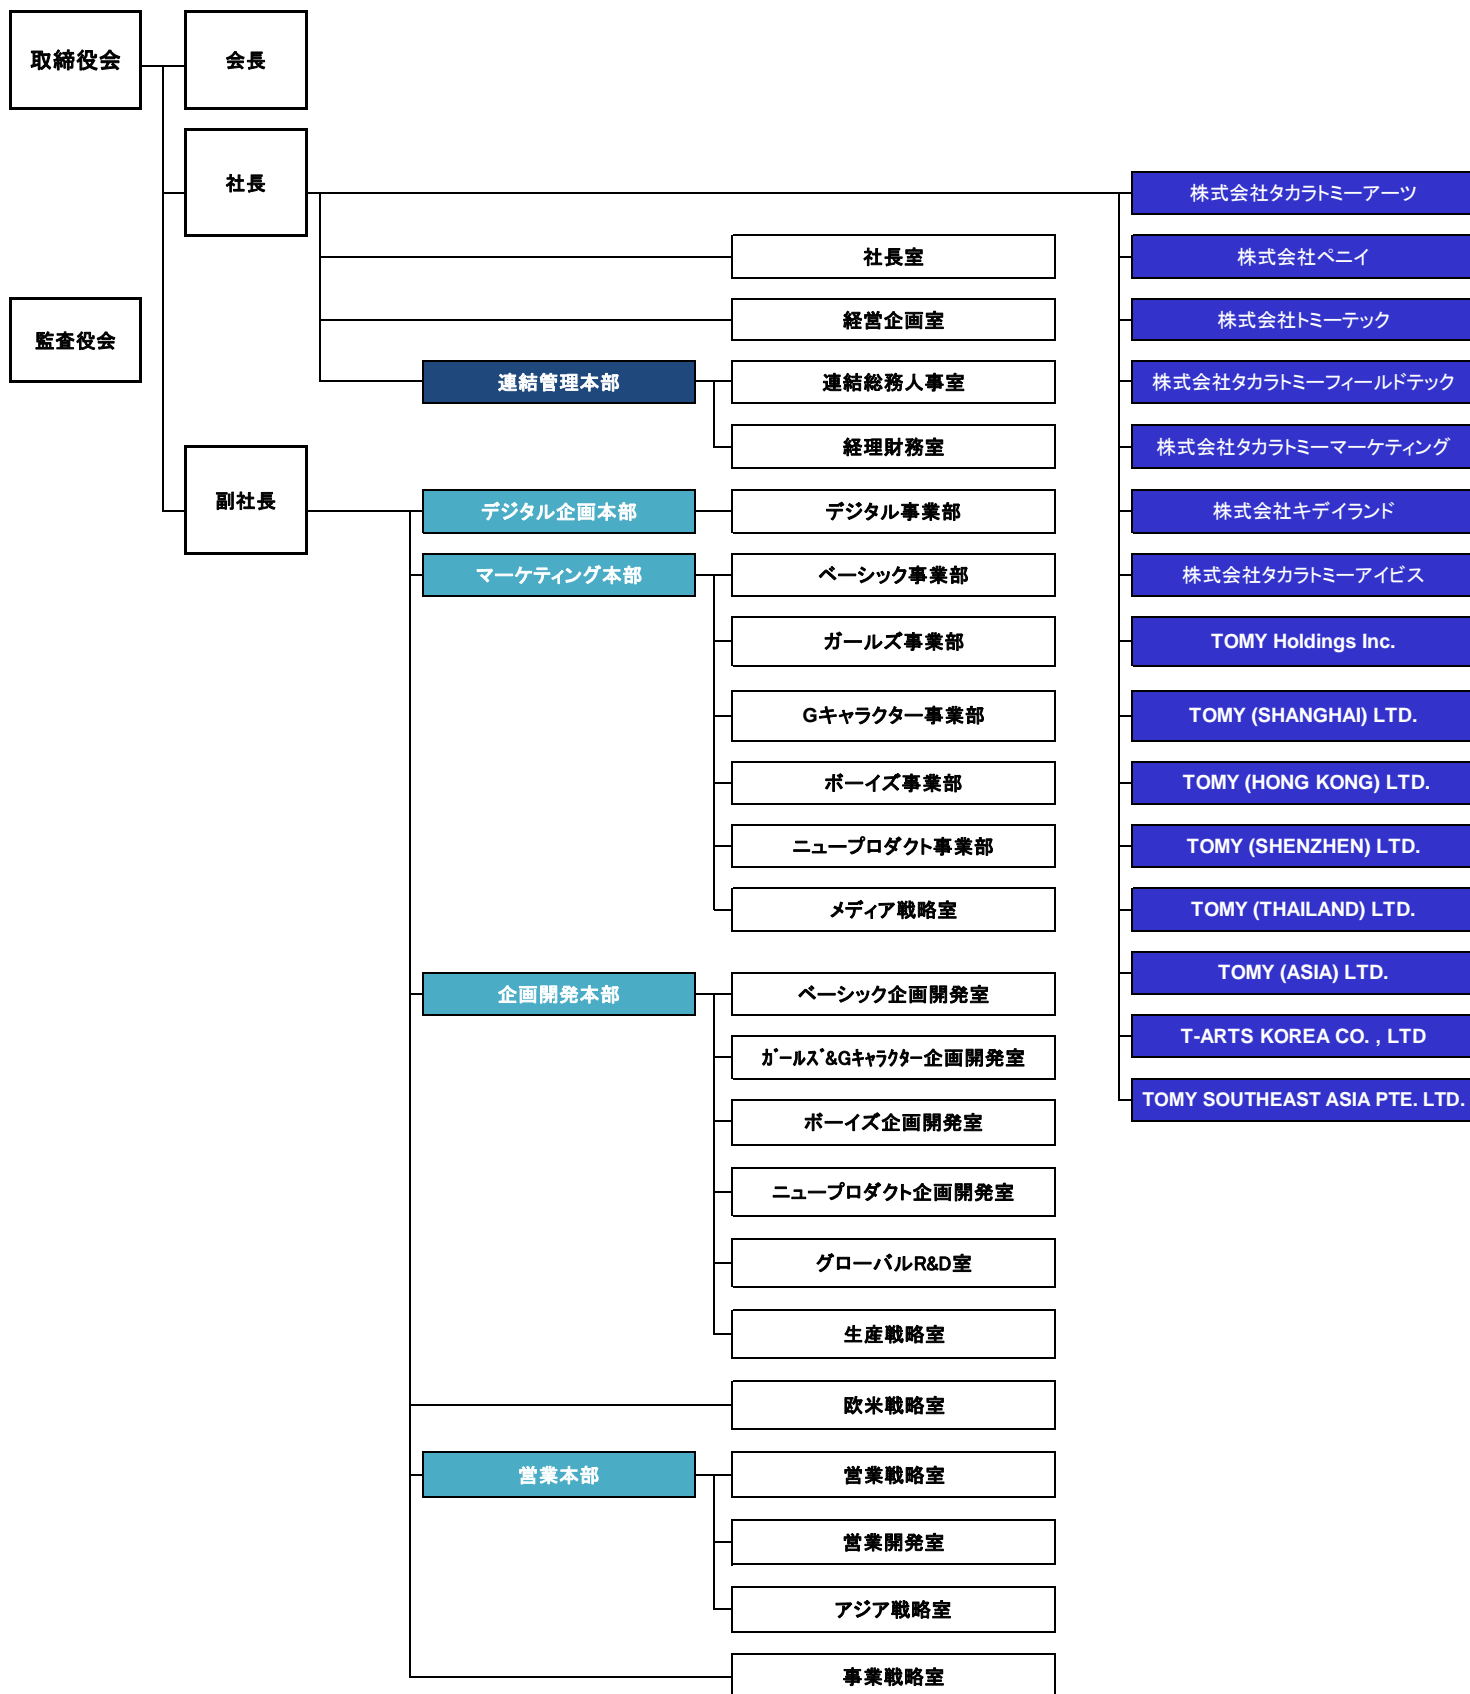 取締役会
会長
社長
株式会社タカラトミーアーツ
社長室
株式会社ペニイ
監査役会
経営企画室
株式会社トミーテック
連結管理本部
連結総務人事室
株式会社タカラトミーフィールドテック
経理財務室
株式会社タカラトミーマーケティング
副社長
デジタル企画本部
デジタル事業部
株式会社キデイランド
マーケティング本部
ベーシック事業部
株式会社タカラトミーアイビス
ガールズ事業部
TOMY Holdings Inc.
Gキャラクター事業部
TOMY (SHANGHAI) LTD.
ボーイズ事業部
TOMY (HONG KONG) LTD.
ニュープロダクト事業部
TOMY (SHENZHEN) LTD.
メディア戦略室
TOMY (THAILAND) LTD.
企画開発本部
ベーシック企画開発室
TOMY (ASIA) LTD.
ｶﾞｰﾙｽﾞ&Gｷｬﾗｸﾀｰ企画開発室
T-ARTS KOREA CO. , LTD
ボーイズ企画開発室
TOMY SOUTHEAST ASIA PTE. LTD.
ニュープロダクト企画開発室
グローバルR&D室
生産戦略室
欧米戦略室
営業本部
営業戦略室
営業開発室
アジア戦略室
事業戦略室